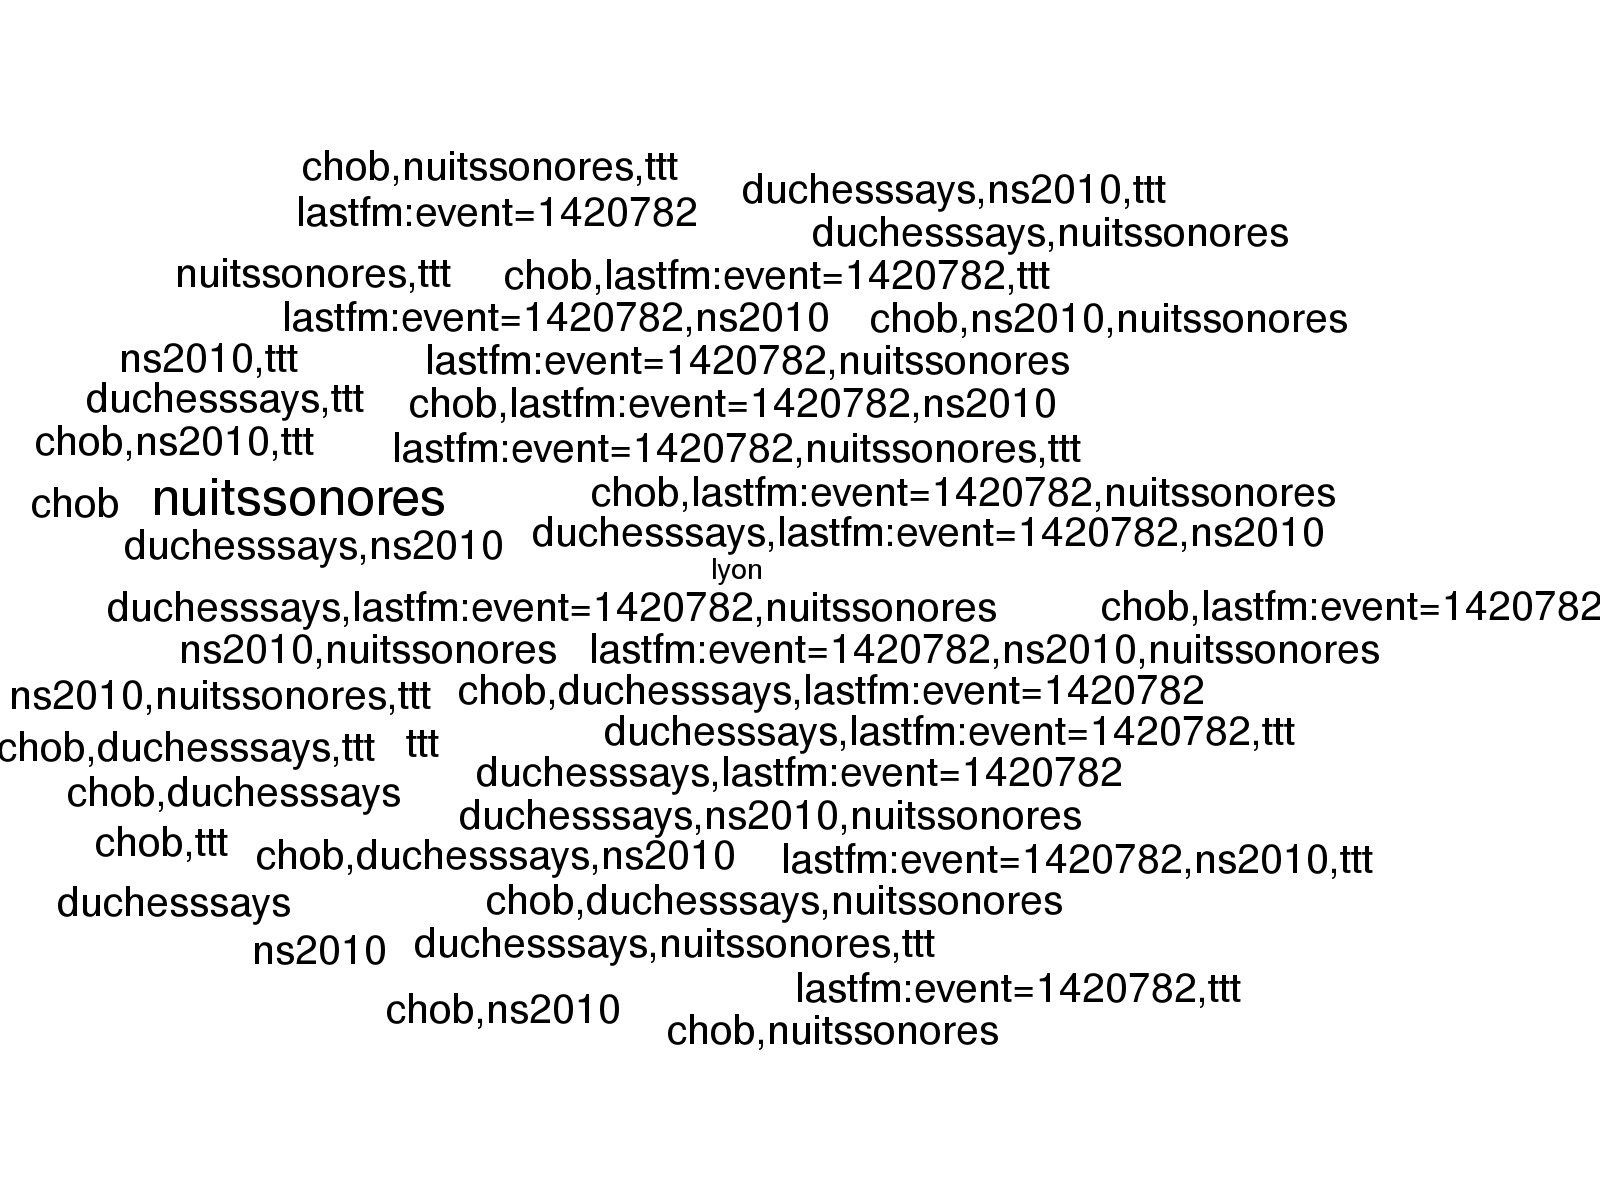 chob,nuitssonores,ttt
duchesssays,ns2010,ttt
lastfm:event=1420782
duchesssays,nuitssonores
nuitssonores,ttt
chob,lastfm:event=1420782,ttt
lastfm:event=1420782,ns2010
chob,ns2010,nuitssonores
ns2010,ttt
lastfm:event=1420782,nuitssonores
duchesssays,ttt
chob,lastfm:event=1420782,ns2010
chob,ns2010,ttt
lastfm:event=1420782,nuitssonores,ttt
chob
nuitssonores
chob,lastfm:event=1420782,nuitssonores
duchesssays,ns2010
duchesssays,lastfm:event=1420782,ns2010
lyon
duchesssays,lastfm:event=1420782,nuitssonores
chob,lastfm:event=1420782
ns2010,nuitssonores
lastfm:event=1420782,ns2010,nuitssonores
ns2010,nuitssonores,ttt
chob,duchesssays,lastfm:event=1420782
duchesssays,lastfm:event=1420782,ttt
chob,duchesssays,ttt
ttt
duchesssays,lastfm:event=1420782
chob,duchesssays
duchesssays,ns2010,nuitssonores
chob,ttt
chob,duchesssays,ns2010
lastfm:event=1420782,ns2010,ttt
duchesssays
chob,duchesssays,nuitssonores
ns2010
duchesssays,nuitssonores,ttt
lastfm:event=1420782,ttt
chob,ns2010
chob,nuitssonores